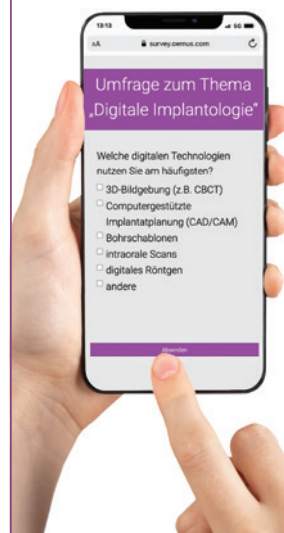 13:13
5G
AA survey.oemus.com
Umfrage zum Thema
„Digitale Implantologie“
Welche digitalen Technologien
nutzen Sie am häufigsten?
3D-Bildgebung (z.B. CBCT)
Computergestützte
Implantatplanung (CAD/CAM)
Bohrschablonen
intraorale Scans
digitales Röntgen
andere
Absenden